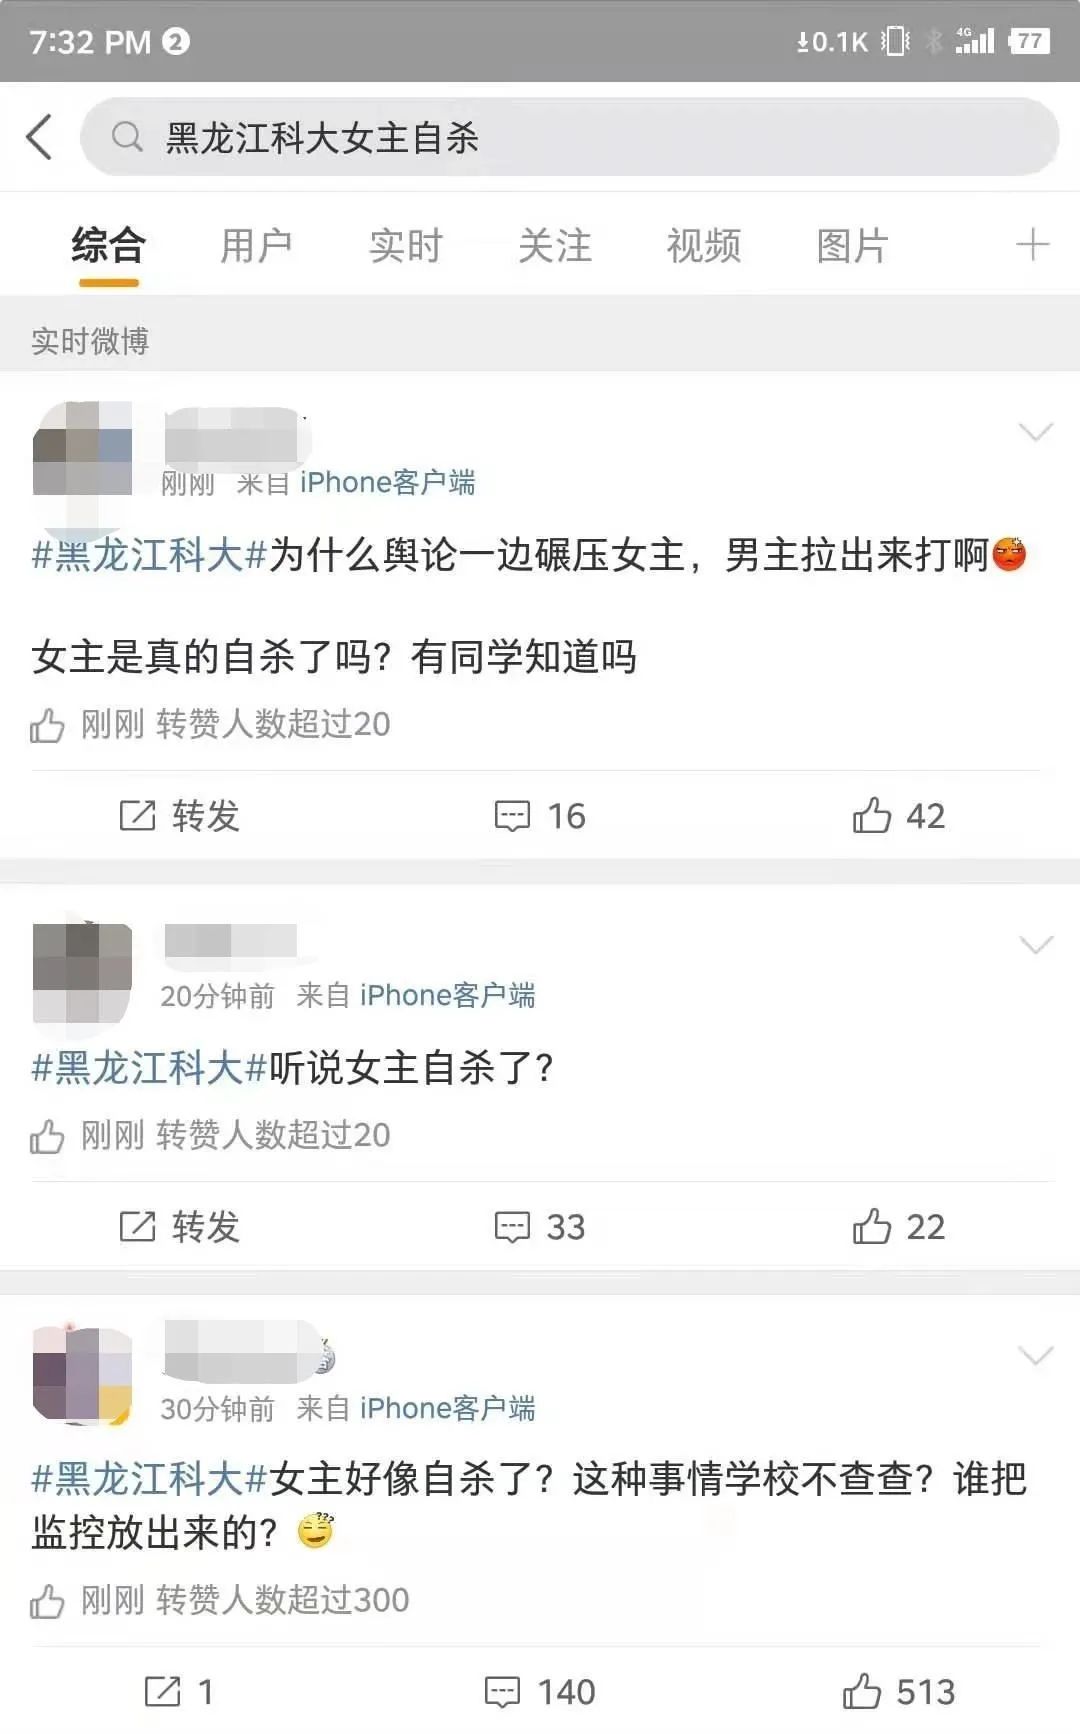 7:32 PM 2
0.1K 4G 77
黑龙江科大女主自杀
综合 用户 实时 关注 视频 图片
实时微博
刚刚 来自 iPhone客户端
#黑龙江科大#为什么舆论一边碾压女主，男主拉出来打啊
女主是真的自杀了吗？有同学知道吗
刚刚 转赞人数超过20
转发 16 42
20分钟前 来自 iPhone客户端
#黑龙江科大#听说女主自杀了？
刚刚 转赞人数超过20
转发 33 22
30分钟前 来自 iPhone客户端
#黑龙江科大#女主好像自杀了？这种事情学校不查查？谁把
监控放出来的？
刚刚 转赞人数超过300
1 140 513